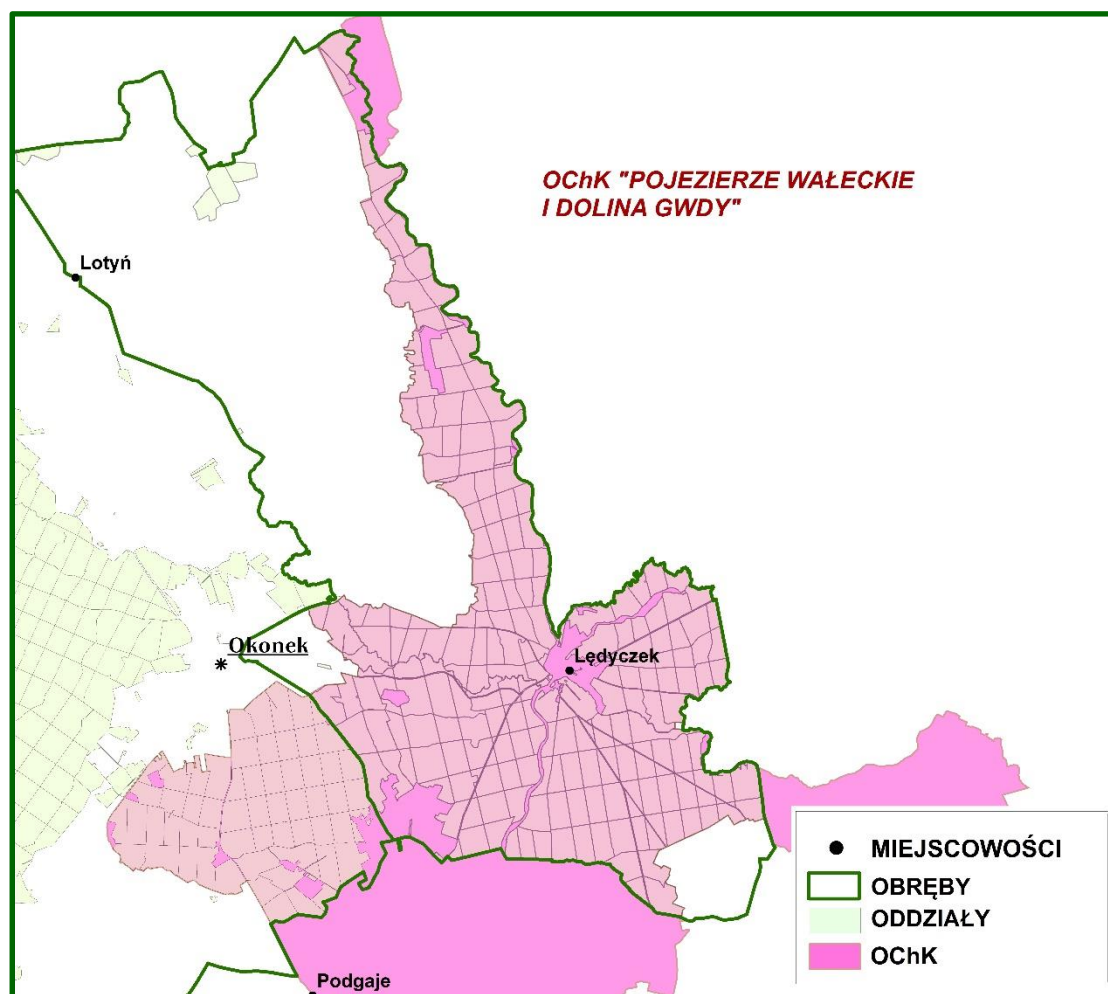 OChK "POJEZIERZE WAŁECKIE
I DOLINA GWDY"
Lotyń
Okonek
Lędyczek
Podgaje
MIEJSCOWOŚCI
OBRĘBY
ODDZIAŁY
OChK